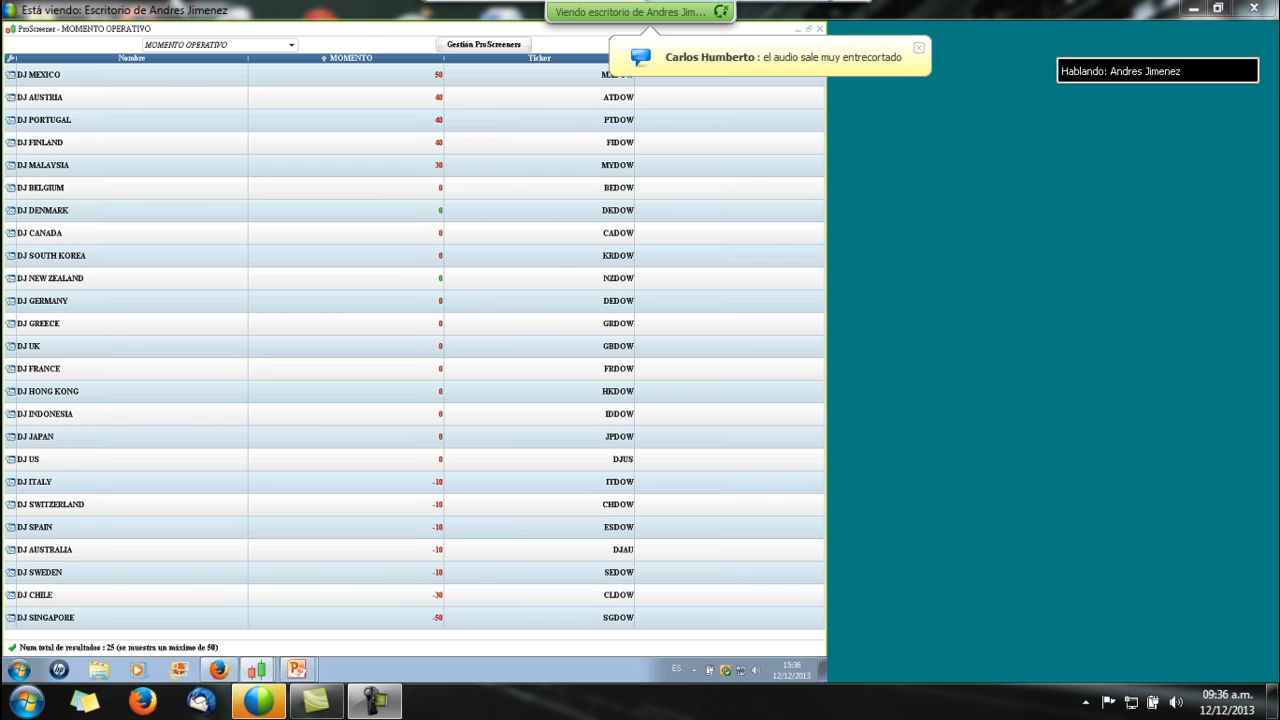 Está viendo: Escritorio de Andres Jimenez
Viendo escritorio de Andres Jim...
ProScreener - MOMENTO OPERATIVO
MOMENTO OPERATIVO
Gestión ProScreeners
Carlos Humberto : el audio sale muy entrecortado
Hablando: Andres Jimenez
Nombre MOMENTO Ticker
DJ MEXICO 50
DJ AUSTRIA 40 ATDOW
DJ PORTUGAL 40 PTDOW
DJ FINLAND 40 FIDOW
DJ MALAYSIA 30 MYDOW
DJ BELGIUM 0 BEDOW
DJ DENMARK 0 DKDOW
DJ CANADA 0 CADOW
DJ SOUTH KOREA 0 KRDOW
DJ NEW ZEALAND 0 NZDOW
DJ GERMANY 0 DEDOW
DJ GREECE 0 GRDOW
DJ UK 0 GBDOW
DJ FRANCE 0 FRDOW
DJ HONG KONG 0 HKDOW
DJ INDONESIA 0 IDDOW
DJ JAPAN 0 JPDOW
DJ US 0 DJUS
DJ ITALY -10 ITDOW
DJ SWITZERLAND -10 CHDOW
DJ SPAIN -10 ESDOW
DJ AUSTRALIA -10 DJAU
DJ SWEDEN -10 SEDOW
DJ CHILE -30 CLDOW
DJ SINGAPORE -50 SGDOW
Num total de resultados : 25 (se muestra un máximo de 50)
ES
15:36
12/12/2013
09:36 a.m.
12/12/2013